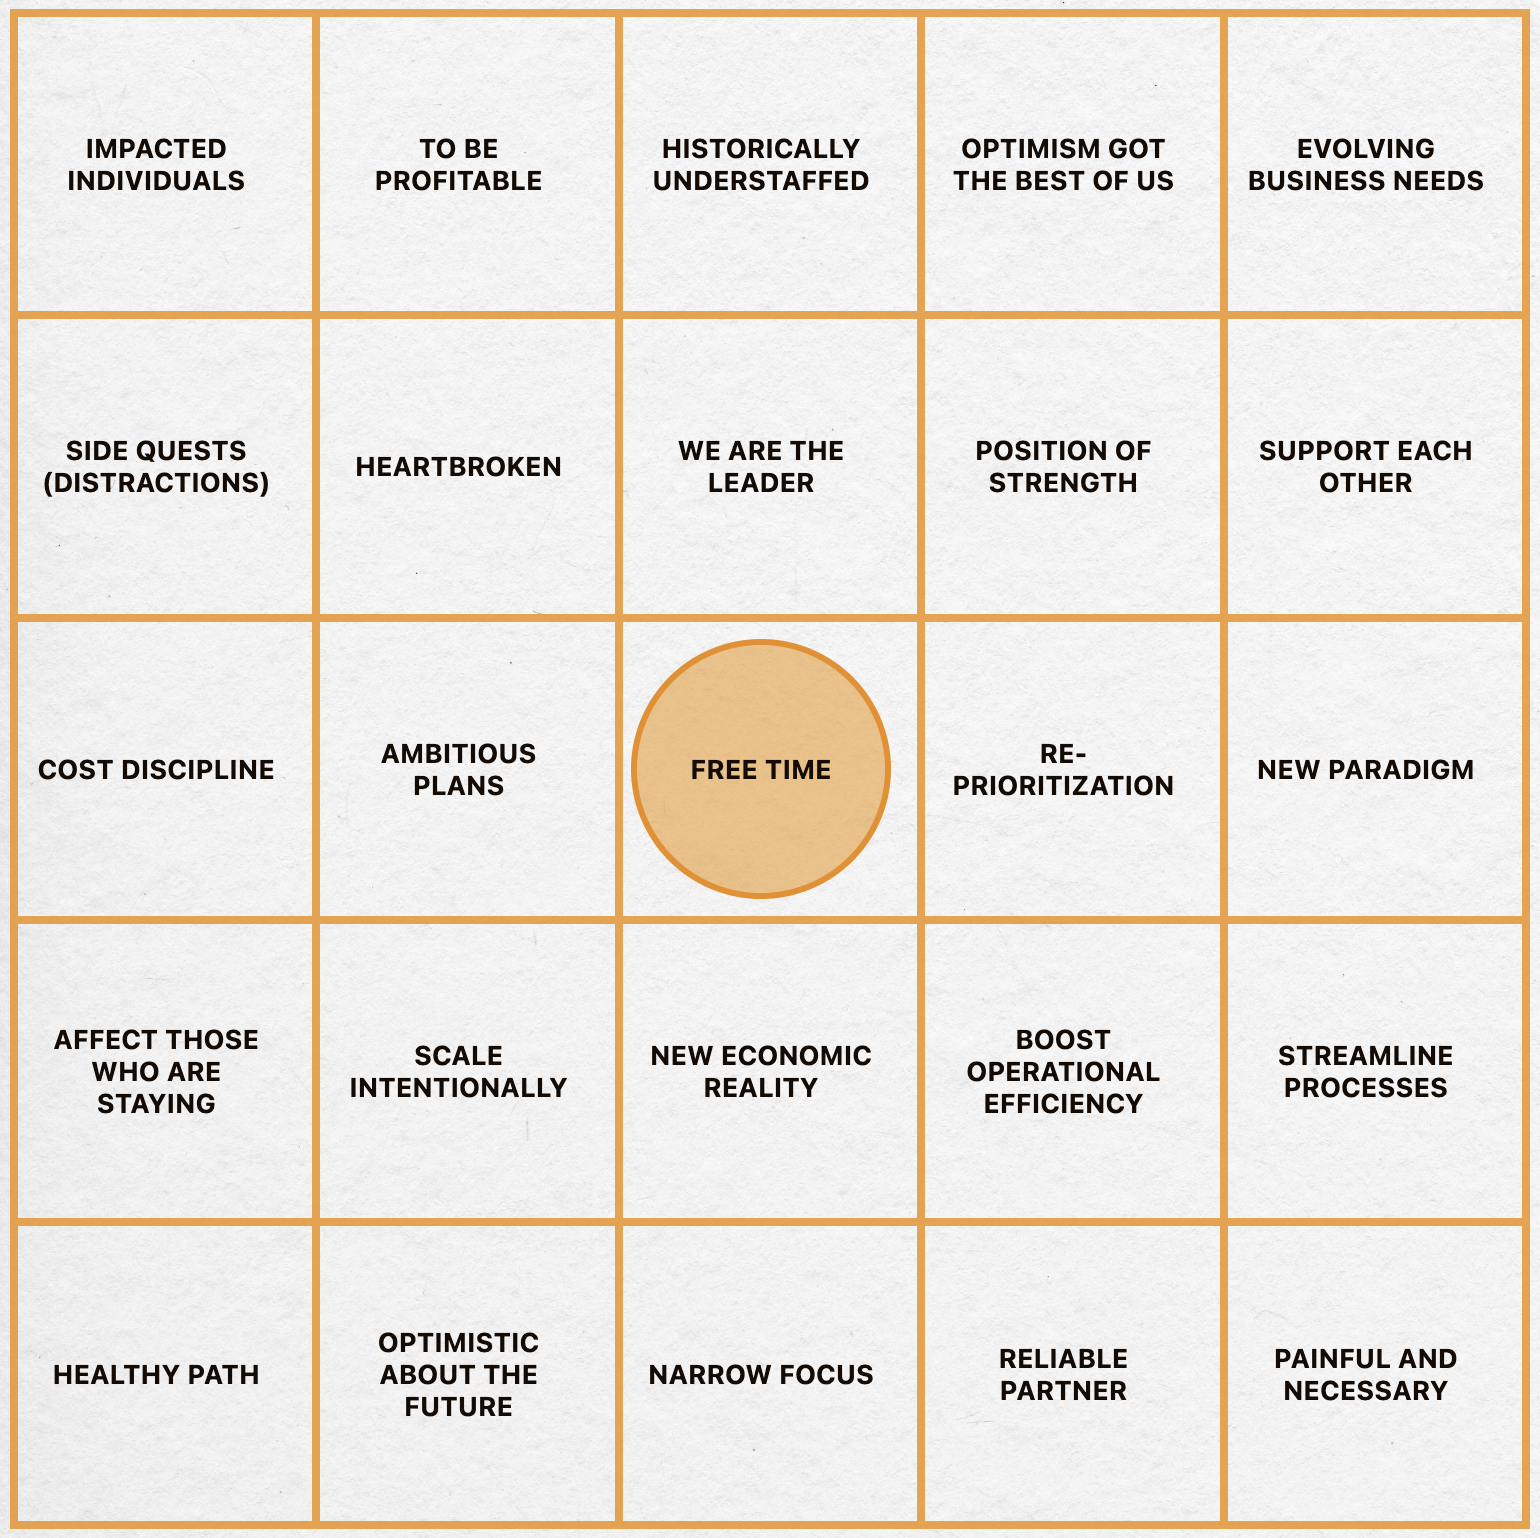 IMPACTED
INDIVIDUALS
TO BE
PROFITABLE
HISTORICALLY
UNDERSTAFFED
OPTIMISM GOT
THE BEST OF US
EVOLVING
BUSINESS NEEDS
SIDE QUESTS
(DISTRACTIONS)
HEARTBROKEN
WE ARE THE
LEADER
POSITION OF
STRENGTH
SUPPORT EACH
OTHER
COST DISCIPLINE
AMBITIOUS
PLANS
FREE TIME
RE-
PRIORITIZATION
NEW PARADIGM
AFFECT THOSE
WHO ARE
STAYING
SCALE
INTENTIONALLY
NEW ECONOMIC
REALITY
BOOST
OPERATIONAL
EFFICIENCY
STREAMLINE
PROCESSES
HEALTHY PATH
OPTIMISTIC
ABOUT THE
FUTURE
NARROW FOCUS
RELIABLE
PARTNER
PAINFUL AND
NECESSARY